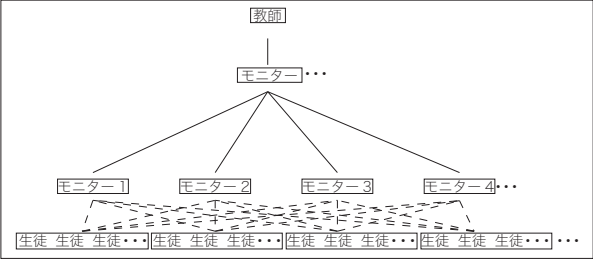 教師
モニター・・・
モニター1 モニター2 モニター3 モニター4・・・
生徒 生徒 生徒・・・ 生徒 生徒 生徒・・・ 生徒 生徒 生徒・・・ 生徒 生徒 生徒・・・ ・・・